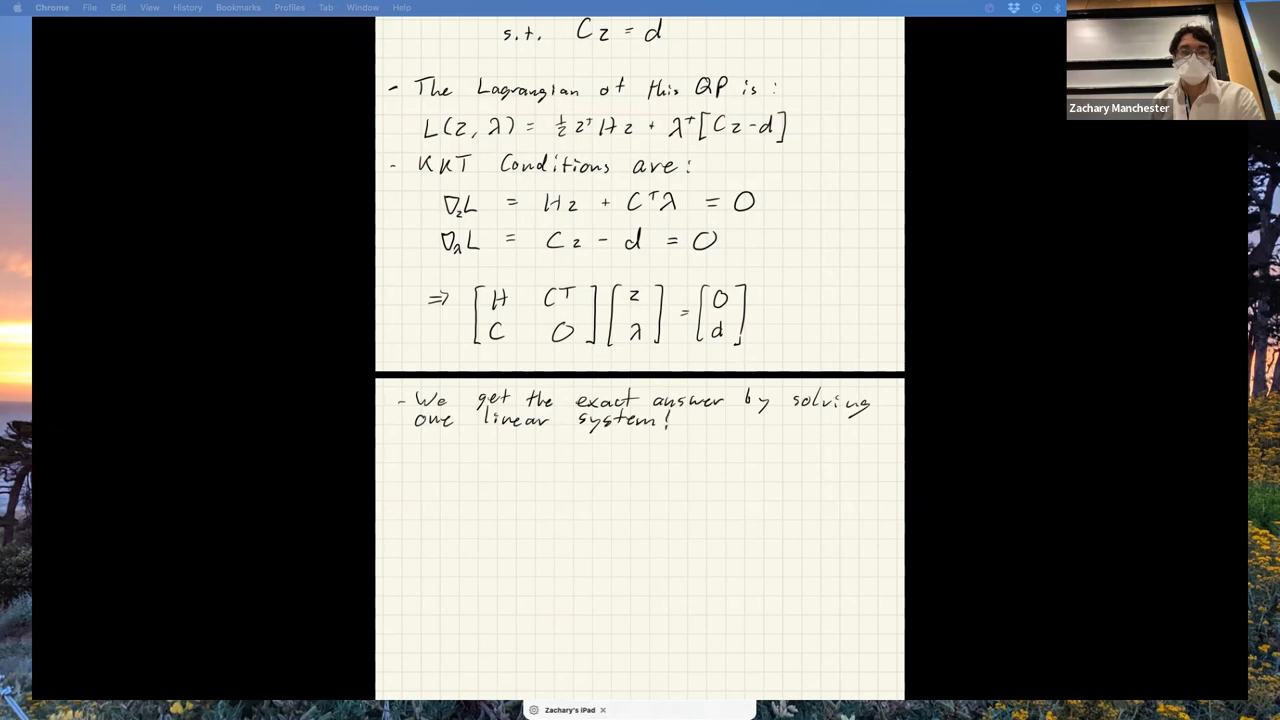 Chrome File Edit View History Bookmarks Profiles Tab Window Help
s.t. Cz = d
Zachary Manchester
- The Lagrangian of this QP is:
L(z, λ) = ½ zᵀHz + λᵀ[Cz-d]
- KKT Conditions are:
∇_z L = Hz + Cᵀλ = 0
∇_λ L = Cz - d = 0
⇒ [H Cᵀ; C 0] [z; λ] = [0; d]
- We get the exact answer by solving
one linear system!
Zachary's iPad